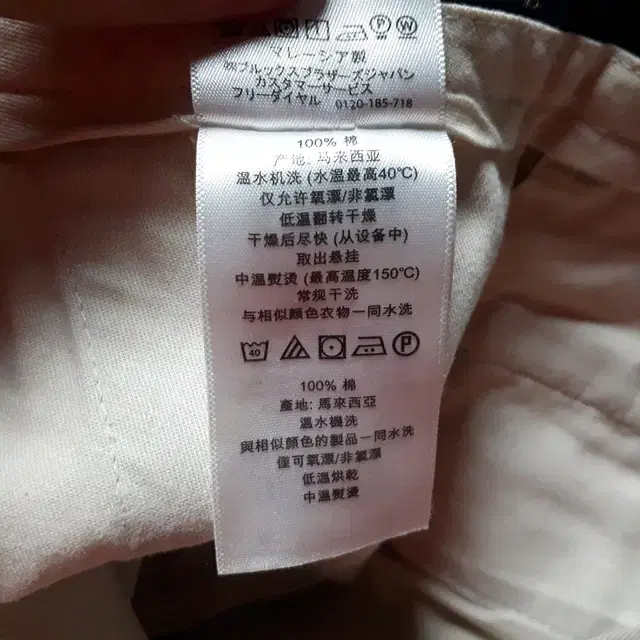 マレーシア製
㈱ブルックスブラザーズジャパン
カスタマーサービス
フリーダイヤル 0120-185-718
100% 棉
产地: 马来西亚
温水机洗 (水温最高40℃)
仅允许氧漂/非氯漂
低温翻转干燥
干燥后尽快 (从设备中)
取出悬挂
中温熨烫 (最高温度150℃)
常规干洗
与相似颜色衣物一同水洗
40 P
100% 棉
產地: 馬來西亞
溫水機洗
與相似顏色的製品一同水洗
僅可氧漂/非氯漂
低溫烘乾
中溫熨燙